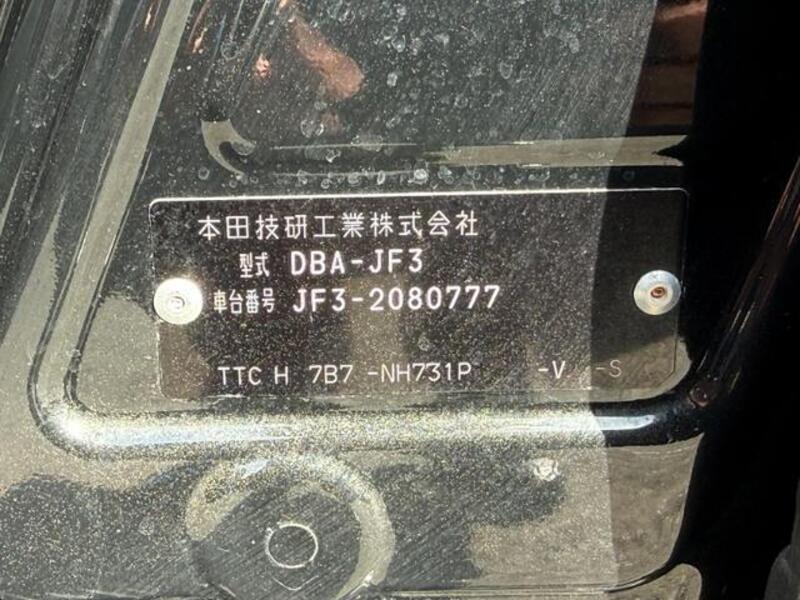 本田技研工業株式会社
型式 DBA-JF3
車台番号 JF3-2080777
TTC H 7B7 -NH731P -V -S